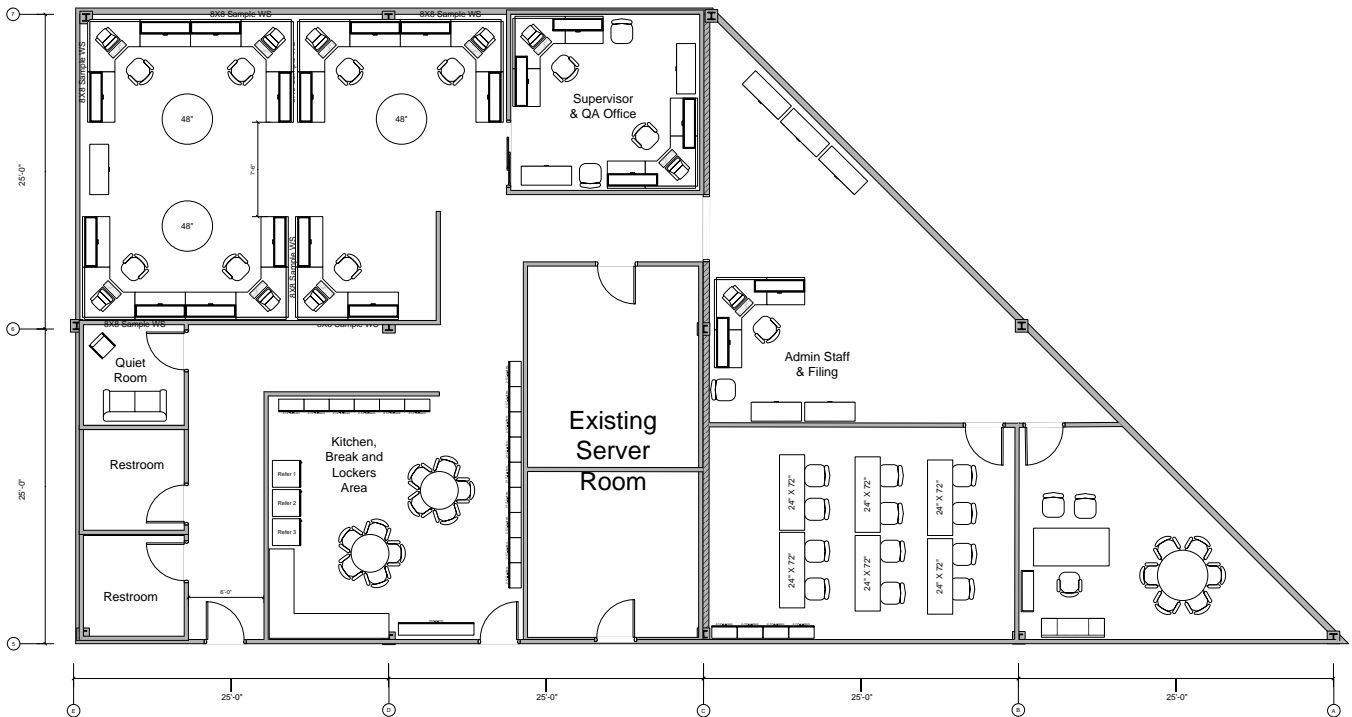 7
8X8 Sample WS
8X8 Sample WS
8X8 Sample WS
48"
48"
Supervisor
& QA Office
25'-0"
7'-6"
48"
8X8 Sample WS
6
8X8 Sample WS
8X8 Sample WS
Quiet
Room
Admin Staff
& Filing
Existing
Server
Room
Kitchen,
Break and
Lockers
Area
Restroom
Refer 1
Refer 2
Refer 3
25'-0"
24" X 72"
24" X 72"
24" X 72"
24" X 72"
24" X 72"
24" X 72"
Restroom
6'-0"
5
25'-0"
25'-0"
25'-0"
25'-0"
E
D
C
B
A